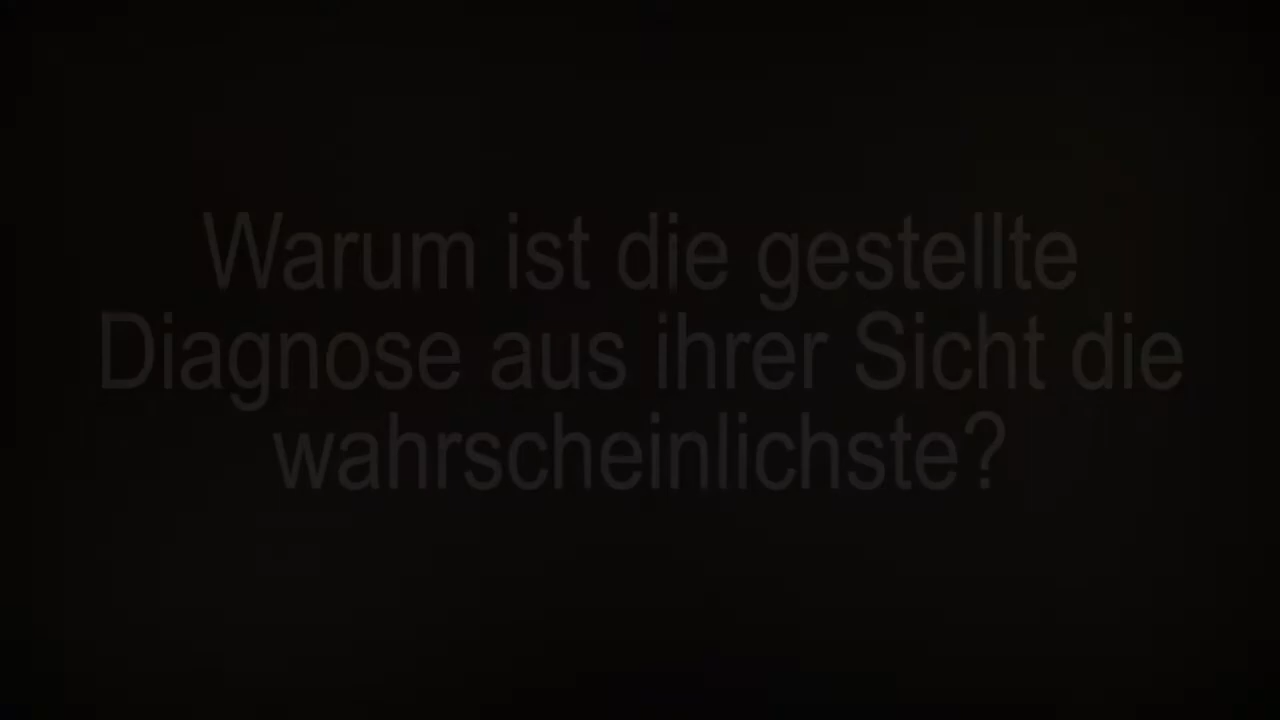 Warum ist die gestellte
Diagnose aus ihrer Sicht die
wahrscheinlichste?